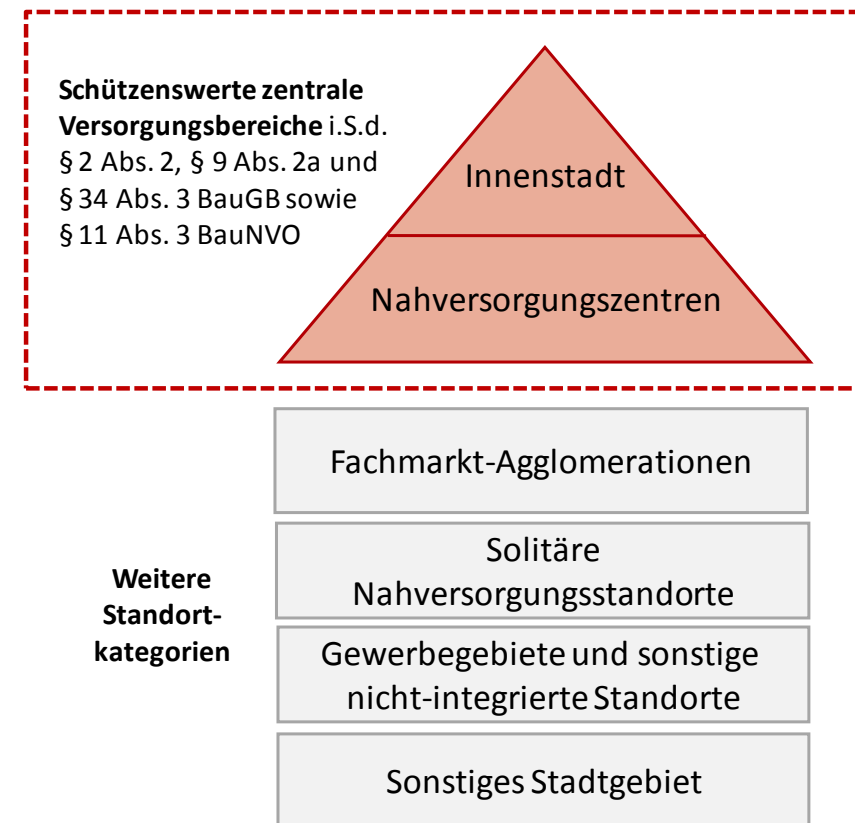 Schützenswerte zentrale
Versorgungsbereiche i.S.d.
§ 2 Abs. 2, § 9 Abs. 2a und
§ 34 Abs. 3 BauGB sowie
§ 11 Abs. 3 BauNVO
Innenstadt
Nahversorgungszentren
Fachmarkt-Agglomerationen
Weitere
Standort-
kategorien
Solitäre
Nahversorgungsstandorte
Gewerbegebiete und sonstige
nicht-integrierte Standorte
Sonstiges Stadtgebiet